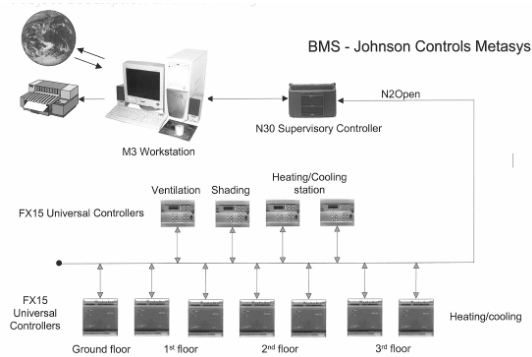 BMS - Johnson Controls Metasys
N2Open
N30 Supervisory Controller
M3 Workstation
Ventilation
Shading
Heating/Cooling
station
FX15 Universal Controllers
FX15
Universal
Controllers
Heating/cooling
Ground floor
1st floor
2nd floor
3rd floor